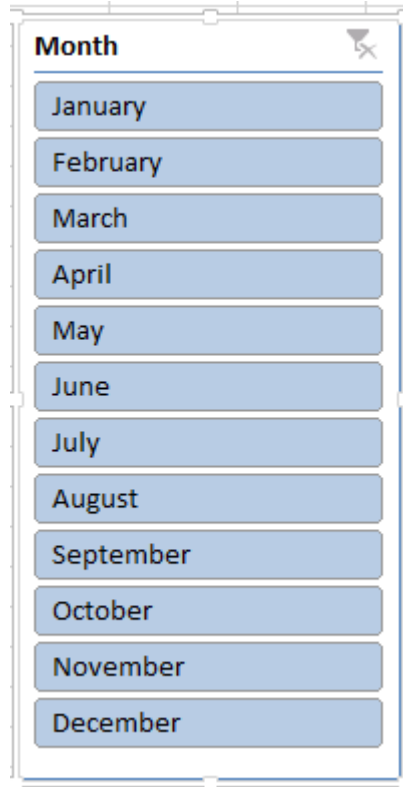 Month
January
February
March
April
May
June
July
August
September
October
November
December